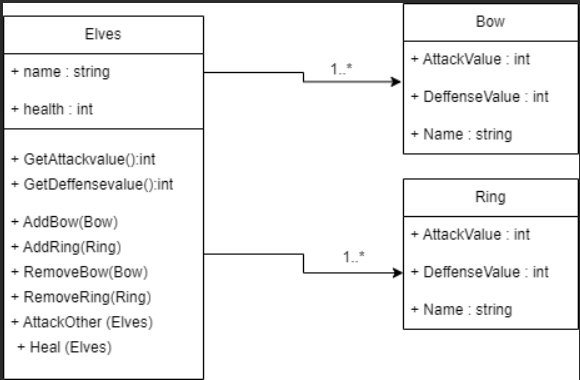 Elves
+ name : string
+ health : int
+ GetAttackvalue():int
+ GetDeffensevalue():int
+ AddBow(Bow)
+ AddRing(Ring)
+ RemoveBow(Bow)
+ RemoveRing(Ring)
+ AttackOther (Elves)
+ Heal (Elves)
1..*
Bow
+ AttackValue : int
+ DeffenseValue : int
+ Name : string
1..*
Ring
+ AttackValue : int
+ DeffenseValue : int
+ Name : string